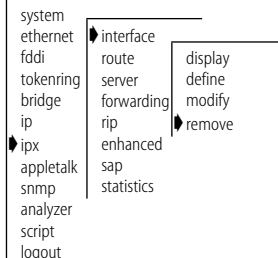 system
ethernet
fddi
tokenring
bridge
ip
ipx
appletalk
snmp
analyzer
script
logout
interface
route
server
forwarding
rip
enhanced
sap
statistics
display
define
modify
remove